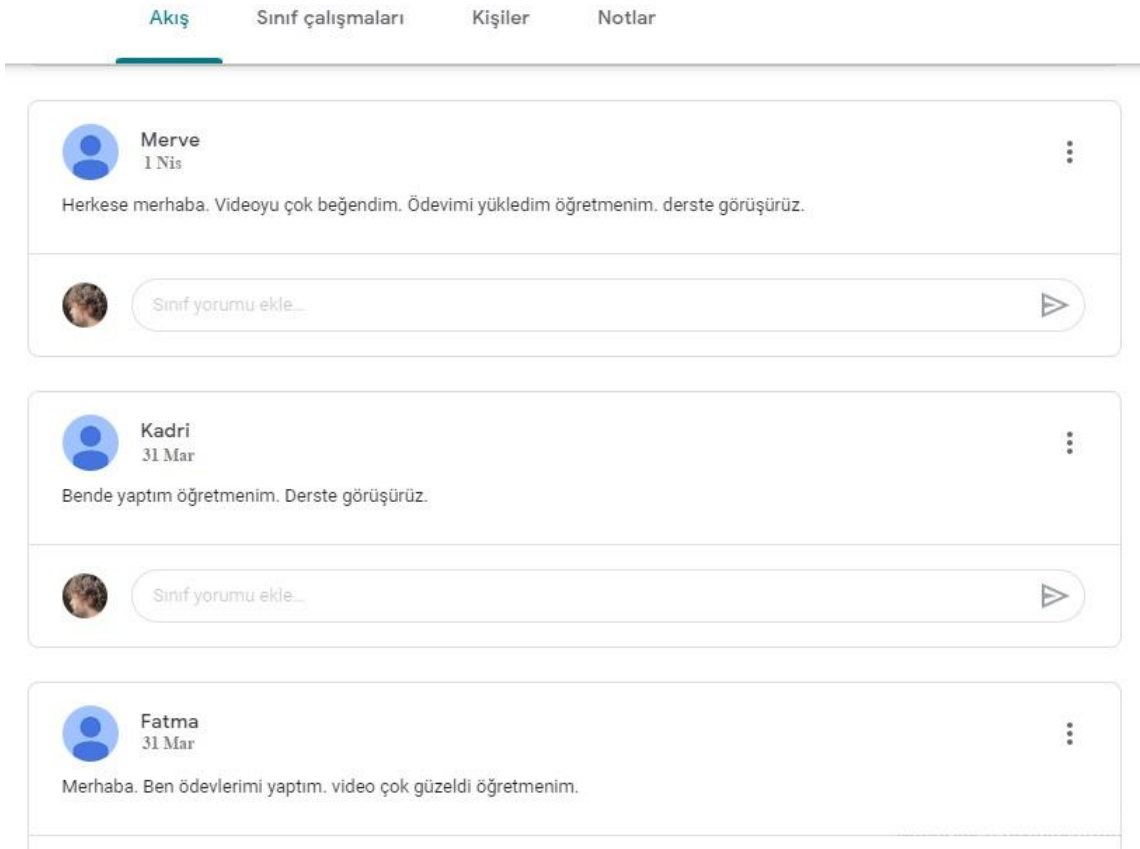 Akış Sınıf çalışmaları Kişiler Notlar
Merve
1 Nis
Herkese merhaba. Videoyu çok beğendim. Ödevimi yükledim öğretmenim. derste görüşürüz.
Sınıf yorumu ekle...
Kadri
31 Mar
Bende yaptım öğretmenim. Derste görüşürüz.
Sınıf yorumu ekle...
Fatma
31 Mar
Merhaba. Ben ödevlerimi yaptım. video çok güzeldi öğretmenim.